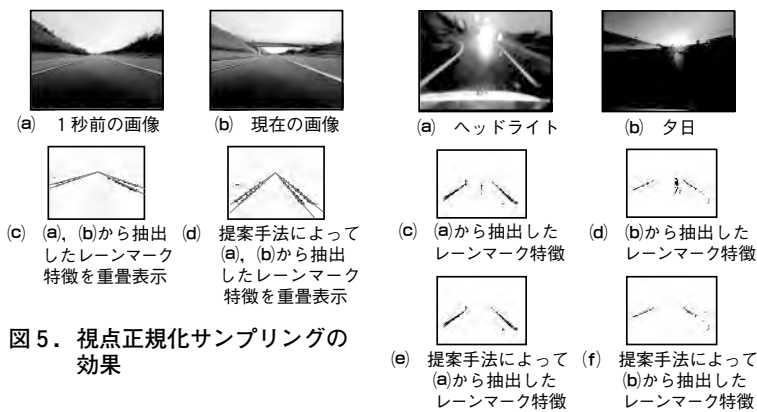 (a) 1秒前の画像
(b) 現在の画像
(c) (a)，(b)から抽出
したレーンマーク
特徴を重畳表示
(d) 提案手法によって
(a)，(b)から抽出
したレーンマーク
特徴を重畳表示
図5．視点正規化サンプリングの
効果
(a) ヘッドライト
(b) 夕日
(c) (a)から抽出した
レーンマーク特徴
(d) (b)から抽出した
レーンマーク特徴
(e) 提案手法によって
(a)から抽出した
レーンマーク特徴
(f) 提案手法によって
(b)から抽出した
レーンマーク特徴